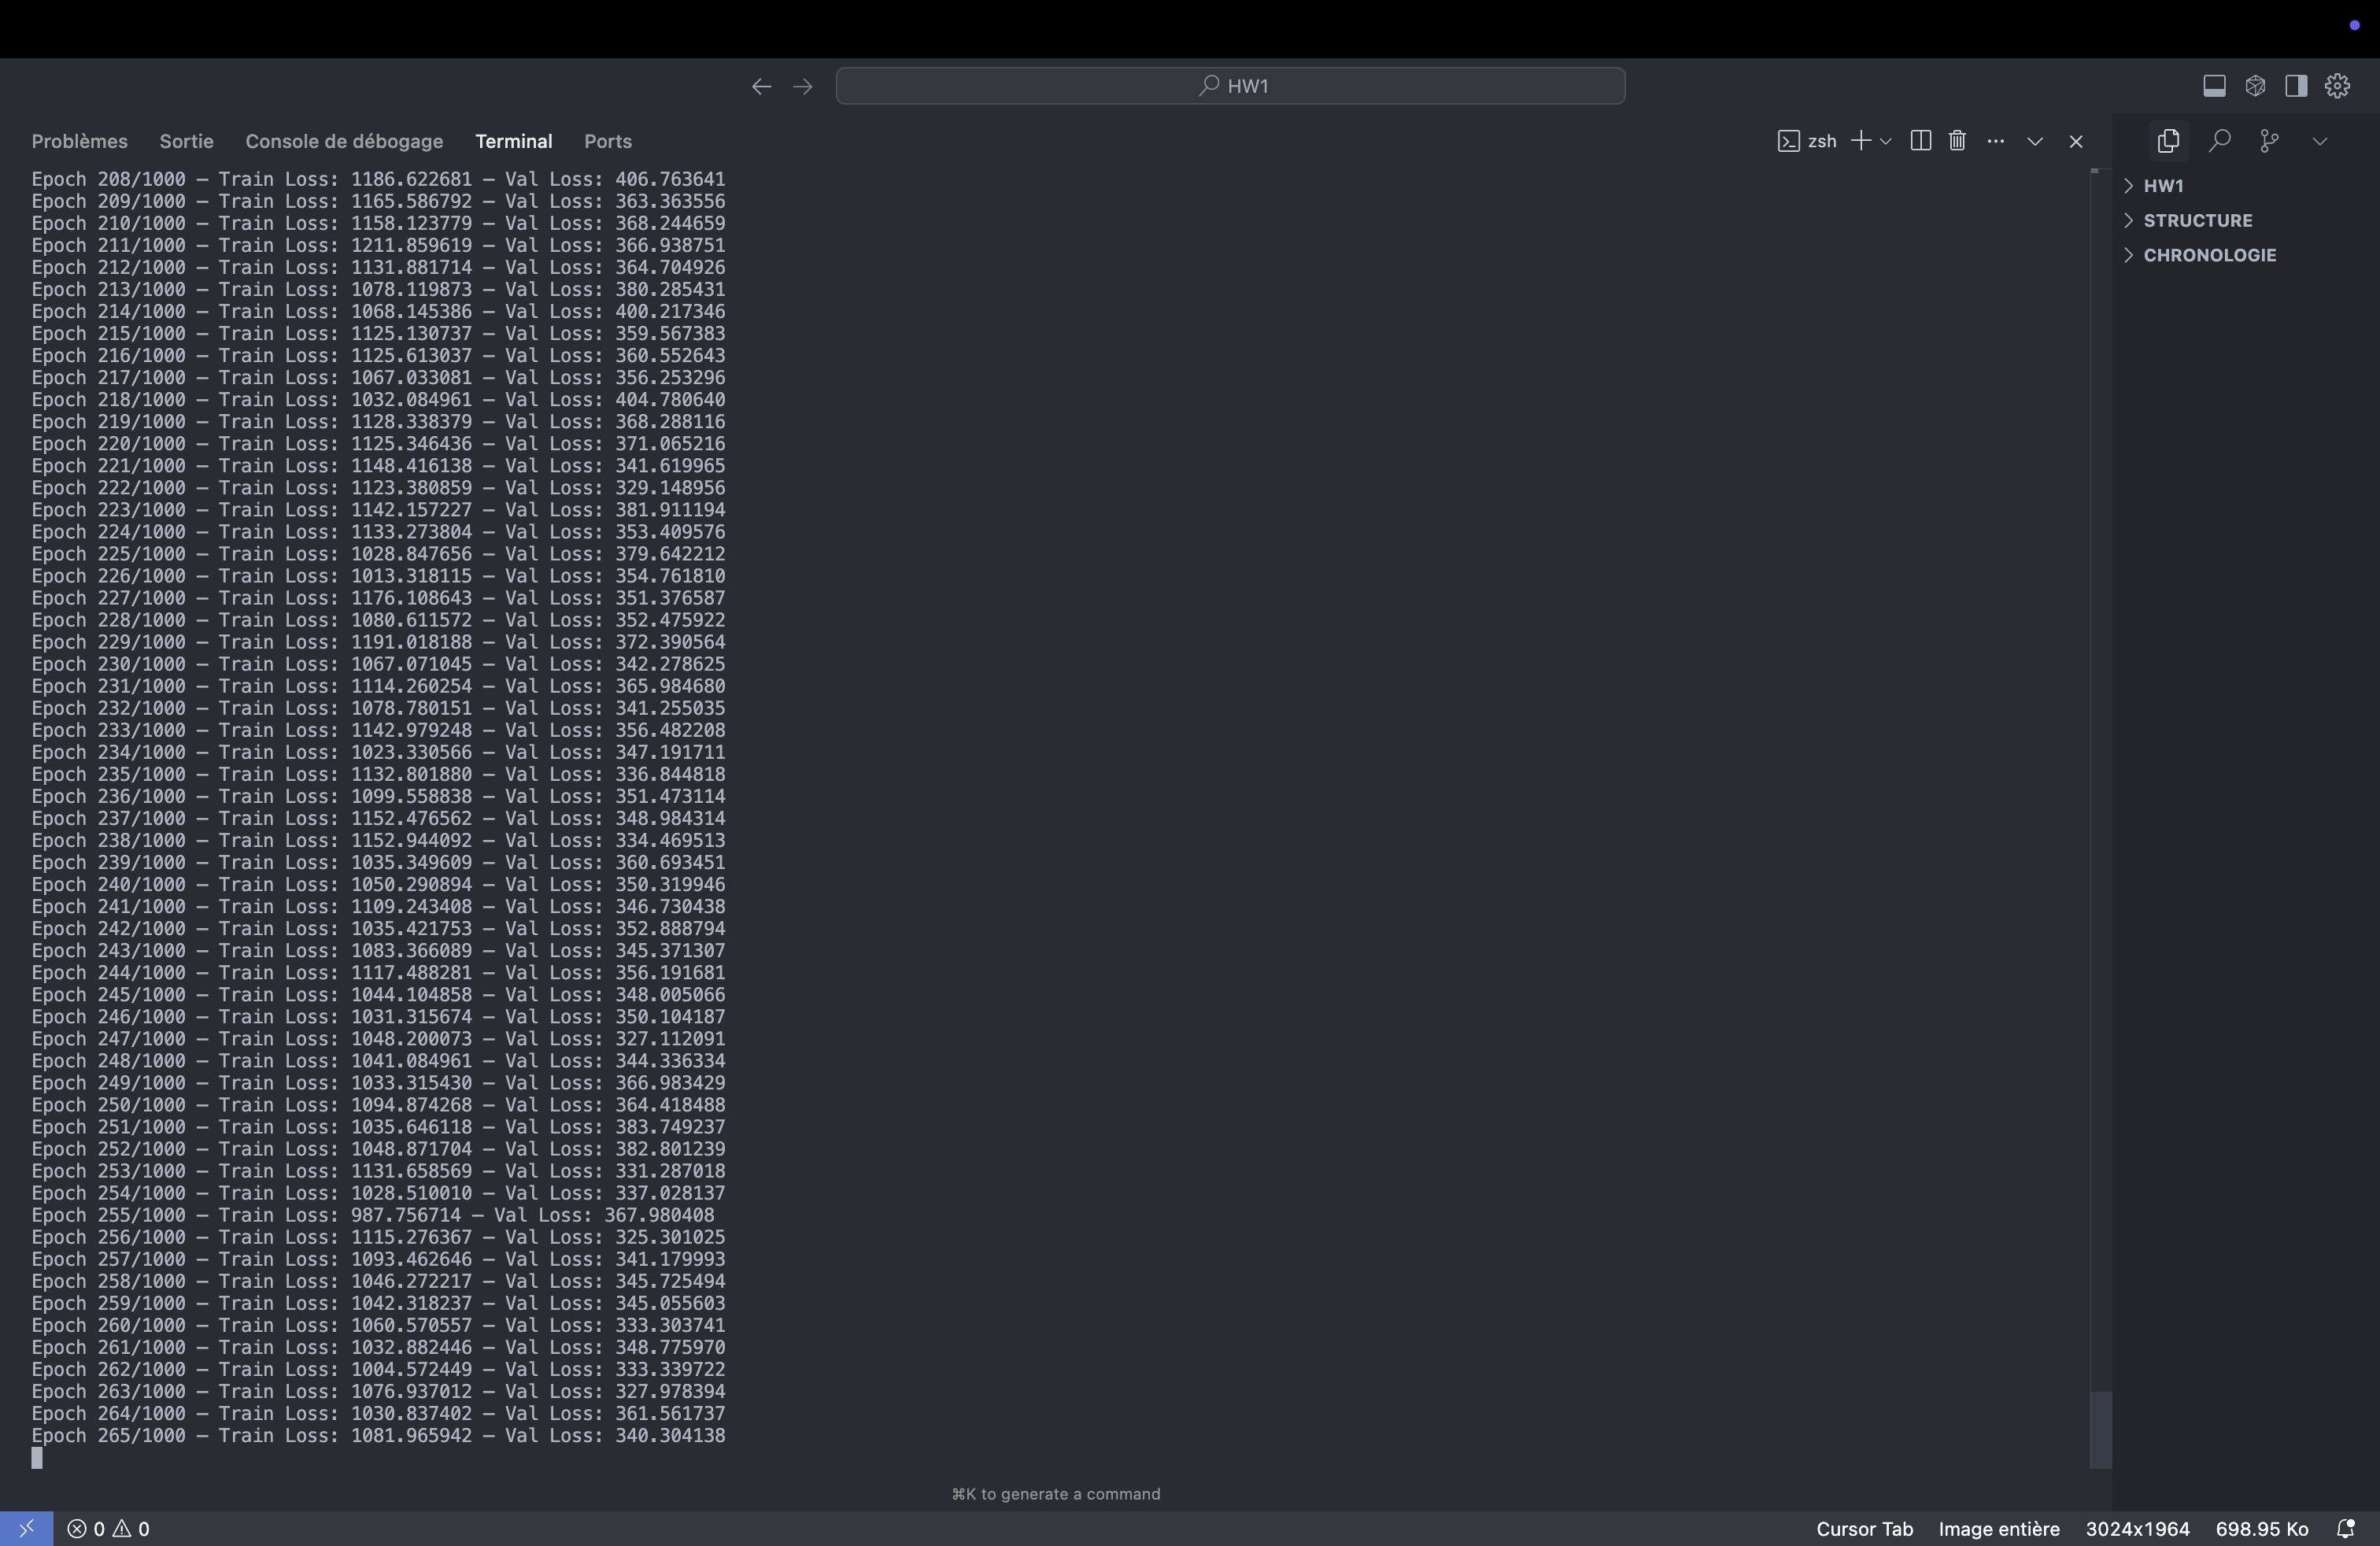 HW1
Problèmes Sortie Console de débogage Terminal Ports zsh
Epoch 208/1000 — Train Loss: 1186.622681 — Val Loss: 406.763641
Epoch 209/1000 — Train Loss: 1165.586792 — Val Loss: 363.363556
Epoch 210/1000 — Train Loss: 1158.123779 — Val Loss: 368.244659
Epoch 211/1000 — Train Loss: 1211.859619 — Val Loss: 366.938751
Epoch 212/1000 — Train Loss: 1131.881714 — Val Loss: 364.704926
Epoch 213/1000 — Train Loss: 1078.119873 — Val Loss: 380.285431
Epoch 214/1000 — Train Loss: 1068.145386 — Val Loss: 400.217346
Epoch 215/1000 — Train Loss: 1125.130737 — Val Loss: 359.567383
Epoch 216/1000 — Train Loss: 1125.613037 — Val Loss: 360.552643
Epoch 217/1000 — Train Loss: 1067.033081 — Val Loss: 356.253296
Epoch 218/1000 — Train Loss: 1032.084961 — Val Loss: 404.780640
Epoch 219/1000 — Train Loss: 1128.338379 — Val Loss: 368.288116
Epoch 220/1000 — Train Loss: 1125.346436 — Val Loss: 371.065216
Epoch 221/1000 — Train Loss: 1148.416138 — Val Loss: 341.619965
Epoch 222/1000 — Train Loss: 1123.380859 — Val Loss: 329.148956
Epoch 223/1000 — Train Loss: 1142.157227 — Val Loss: 381.911194
Epoch 224/1000 — Train Loss: 1133.273804 — Val Loss: 353.409576
Epoch 225/1000 — Train Loss: 1028.847656 — Val Loss: 379.642212
Epoch 226/1000 — Train Loss: 1013.318115 — Val Loss: 354.761810
Epoch 227/1000 — Train Loss: 1176.108643 — Val Loss: 351.376587
Epoch 228/1000 — Train Loss: 1080.611572 — Val Loss: 352.475922
Epoch 229/1000 — Train Loss: 1191.018188 — Val Loss: 372.390564
Epoch 230/1000 — Train Loss: 1067.071045 — Val Loss: 342.278625
Epoch 231/1000 — Train Loss: 1114.260254 — Val Loss: 365.984680
Epoch 232/1000 — Train Loss: 1078.780151 — Val Loss: 341.255035
Epoch 233/1000 — Train Loss: 1142.979248 — Val Loss: 356.482208
Epoch 234/1000 — Train Loss: 1023.330566 — Val Loss: 347.191711
Epoch 235/1000 — Train Loss: 1132.801880 — Val Loss: 336.844818
Epoch 236/1000 — Train Loss: 1099.558838 — Val Loss: 351.473114
Epoch 237/1000 — Train Loss: 1152.476562 — Val Loss: 348.984314
Epoch 238/1000 — Train Loss: 1152.944092 — Val Loss: 334.469513
Epoch 239/1000 — Train Loss: 1035.349609 — Val Loss: 360.693451
Epoch 240/1000 — Train Loss: 1050.290894 — Val Loss: 350.319946
Epoch 241/1000 — Train Loss: 1109.243408 — Val Loss: 346.730438
Epoch 242/1000 — Train Loss: 1035.421753 — Val Loss: 352.888794
Epoch 243/1000 — Train Loss: 1083.366089 — Val Loss: 345.371307
Epoch 244/1000 — Train Loss: 1117.488281 — Val Loss: 356.191681
Epoch 245/1000 — Train Loss: 1044.104858 — Val Loss: 348.005066
Epoch 246/1000 — Train Loss: 1031.315674 — Val Loss: 350.104187
Epoch 247/1000 — Train Loss: 1048.200073 — Val Loss: 327.112091
Epoch 248/1000 — Train Loss: 1041.084961 — Val Loss: 344.336334
Epoch 249/1000 — Train Loss: 1033.315430 — Val Loss: 366.983429
Epoch 250/1000 — Train Loss: 1094.874268 — Val Loss: 364.418488
Epoch 251/1000 — Train Loss: 1035.646118 — Val Loss: 383.749237
Epoch 252/1000 — Train Loss: 1048.871704 — Val Loss: 382.801239
Epoch 253/1000 — Train Loss: 1131.658569 — Val Loss: 331.287018
Epoch 254/1000 — Train Loss: 1028.510010 — Val Loss: 337.028137
Epoch 255/1000 — Train Loss: 987.756714 — Val Loss: 367.980408
Epoch 256/1000 — Train Loss: 1115.276367 — Val Loss: 325.301025
Epoch 257/1000 — Train Loss: 1093.462646 — Val Loss: 341.179993
Epoch 258/1000 — Train Loss: 1046.272217 — Val Loss: 345.725494
Epoch 259/1000 — Train Loss: 1042.318237 — Val Loss: 345.055603
Epoch 260/1000 — Train Loss: 1060.570557 — Val Loss: 333.303741
Epoch 261/1000 — Train Loss: 1032.882446 — Val Loss: 348.775970
Epoch 262/1000 — Train Loss: 1004.572449 — Val Loss: 333.339722
Epoch 263/1000 — Train Loss: 1076.937012 — Val Loss: 327.978394
Epoch 264/1000 — Train Loss: 1030.837402 — Val Loss: 361.561737
Epoch 265/1000 — Train Loss: 1081.965942 — Val Loss: 340.304138
⌘K to generate a command
HW1
STRUCTURE
CHRONOLOGIE
0 0 Cursor Tab Image entière 3024x1964 698.95 Ko